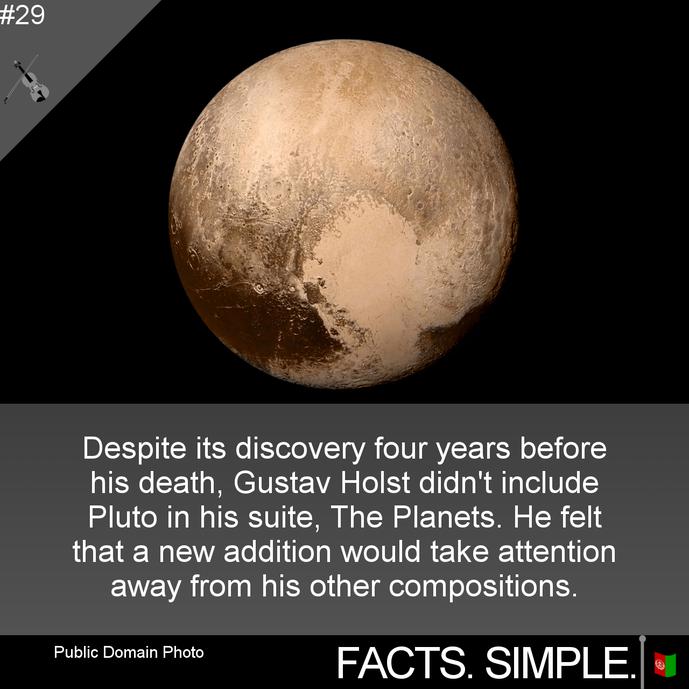 #29
Despite its discovery four years before
his death, Gustav Holst didn't include
Pluto in his suite, The Planets. He felt
that a new addition would take attention
away from his other compositions.
Public Domain Photo
FACTS. SIMPLE.